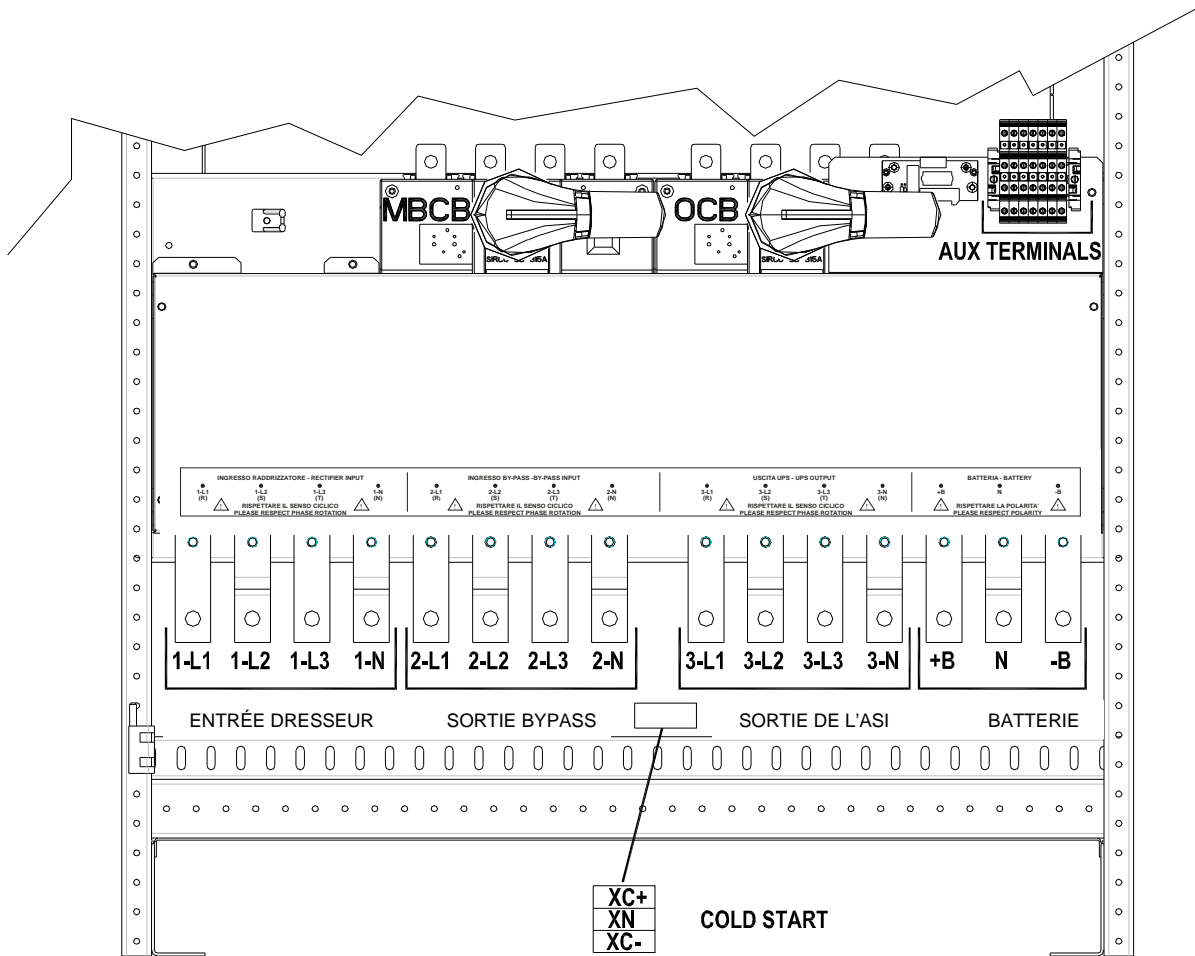 MBCB
OCB
SIRCO 315A
SIRCO 315A
AUX TERMINALS
INGRESSO RADDRIZZATORE - RECTIFIER INPUT
1-L1 1-L2 1-L3 1-N
(R) (S) (T) (N)
RISPETTARE IL SENSO CICLICO
PLEASE RESPECT PHASE ROTATION
INGRESSO BY-PASS -BY-PASS INPUT
2-L1 2-L2 2-L3 2-N
(R) (S) (T) (N)
RISPETTARE IL SENSO CICLICO
PLEASE RESPECT PHASE ROTATION
USCITA UPS - UPS OUTPUT
3-L1 3-L2 3-L3 3-N
(R) (S) (T) (N)
RISPETTARE IL SENSO CICLICO
PLEASE RESPECT PHASE ROTATION
BATTERIA - BATTERY
+B N -B
RISPETTARE LA POLARITA'
PLEASE RESPECT POLARITY
1-L1 1-L2 1-L3 1-N 2-L1 2-L2 2-L3 2-N 3-L1 3-L2 3-L3 3-N +B N -B
ENTRÉE DRESSEUR SORTIE BYPASS SORTIE DE L'ASI BATTERIE
XC+
XN
XC-
COLD START